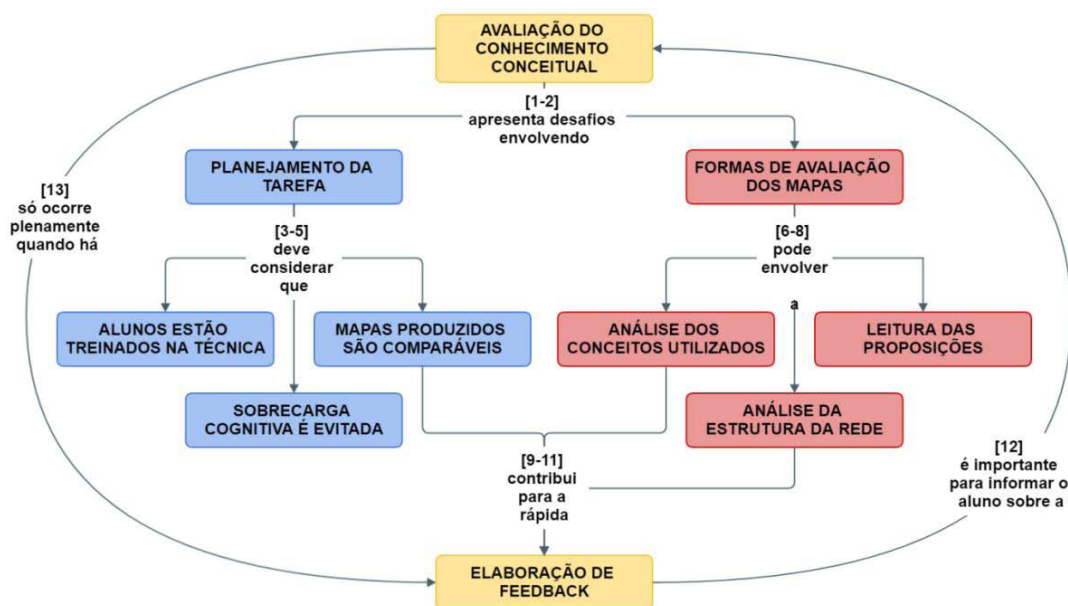 AVALIAÇÃO DO
CONHECIMENTO
CONCEITUAL
[1-2]
apresenta desafios
envolvendo
PLANEJAMENTO DA
TAREFA
FORMAS DE AVALIAÇÃO
DOS MAPAS
[13]
só ocorre
plenamente
quando há
[3-5]
deve
considerar
que
[6-8]
pode
envolver
a
ALUNOS ESTÃO
TREINADOS NA TÉCNICA
MAPAS PRODUZIDOS
SÃO COMPARÁVEIS
ANÁLISE DOS
CONCEITOS UTILIZADOS
LEITURA DAS
PROPOSIÇÕES
SOBRECARGA
COGNITIVA É EVITADA
ANÁLISE DA
ESTRUTURA DA REDE
[9-11]
contribui
para a
rápida
[12]
é importante
para informar o
aluno sobre a
ELABORAÇÃO DE
FEEDBACK